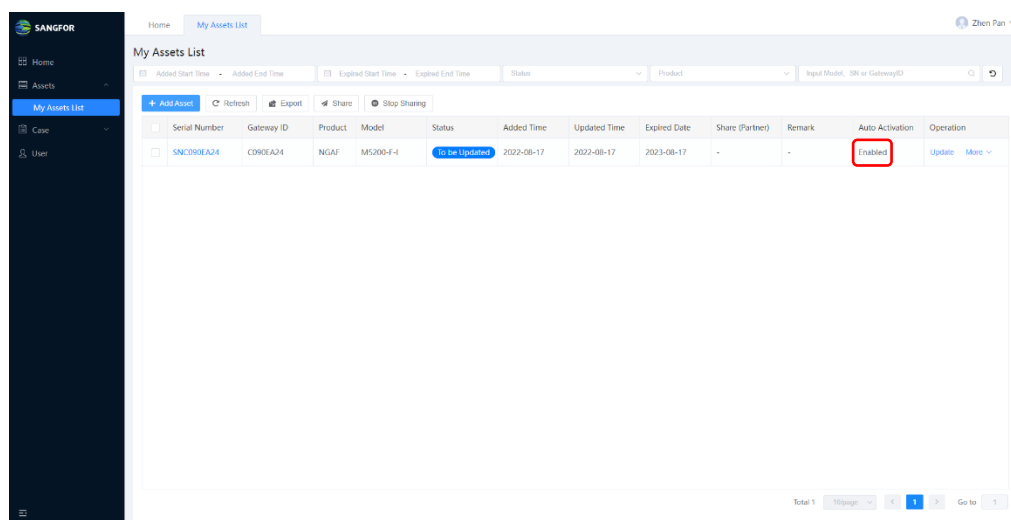 SANGFOR
Home
Assets
My Assets List
Case
User
Home My Assets List
Zhen Pan
My Assets List
Added Start Time - Added End Time Expired Start Time - Expired End Time Status Product Input Model, SN or GatewayID
+ Add Asset Refresh Export Share Stop Sharing
Serial Number Gateway ID Product Model Status Added Time Updated Time Expired Date Share (Partner) Remark Auto Activation Operation
SNC090EA24 C090EA24 NGAF M5200-F-I To be Updated 2022-08-17 2022-08-17 2023-08-17 - - Enabled Update More
Total 1 10/page 1 Go to 1